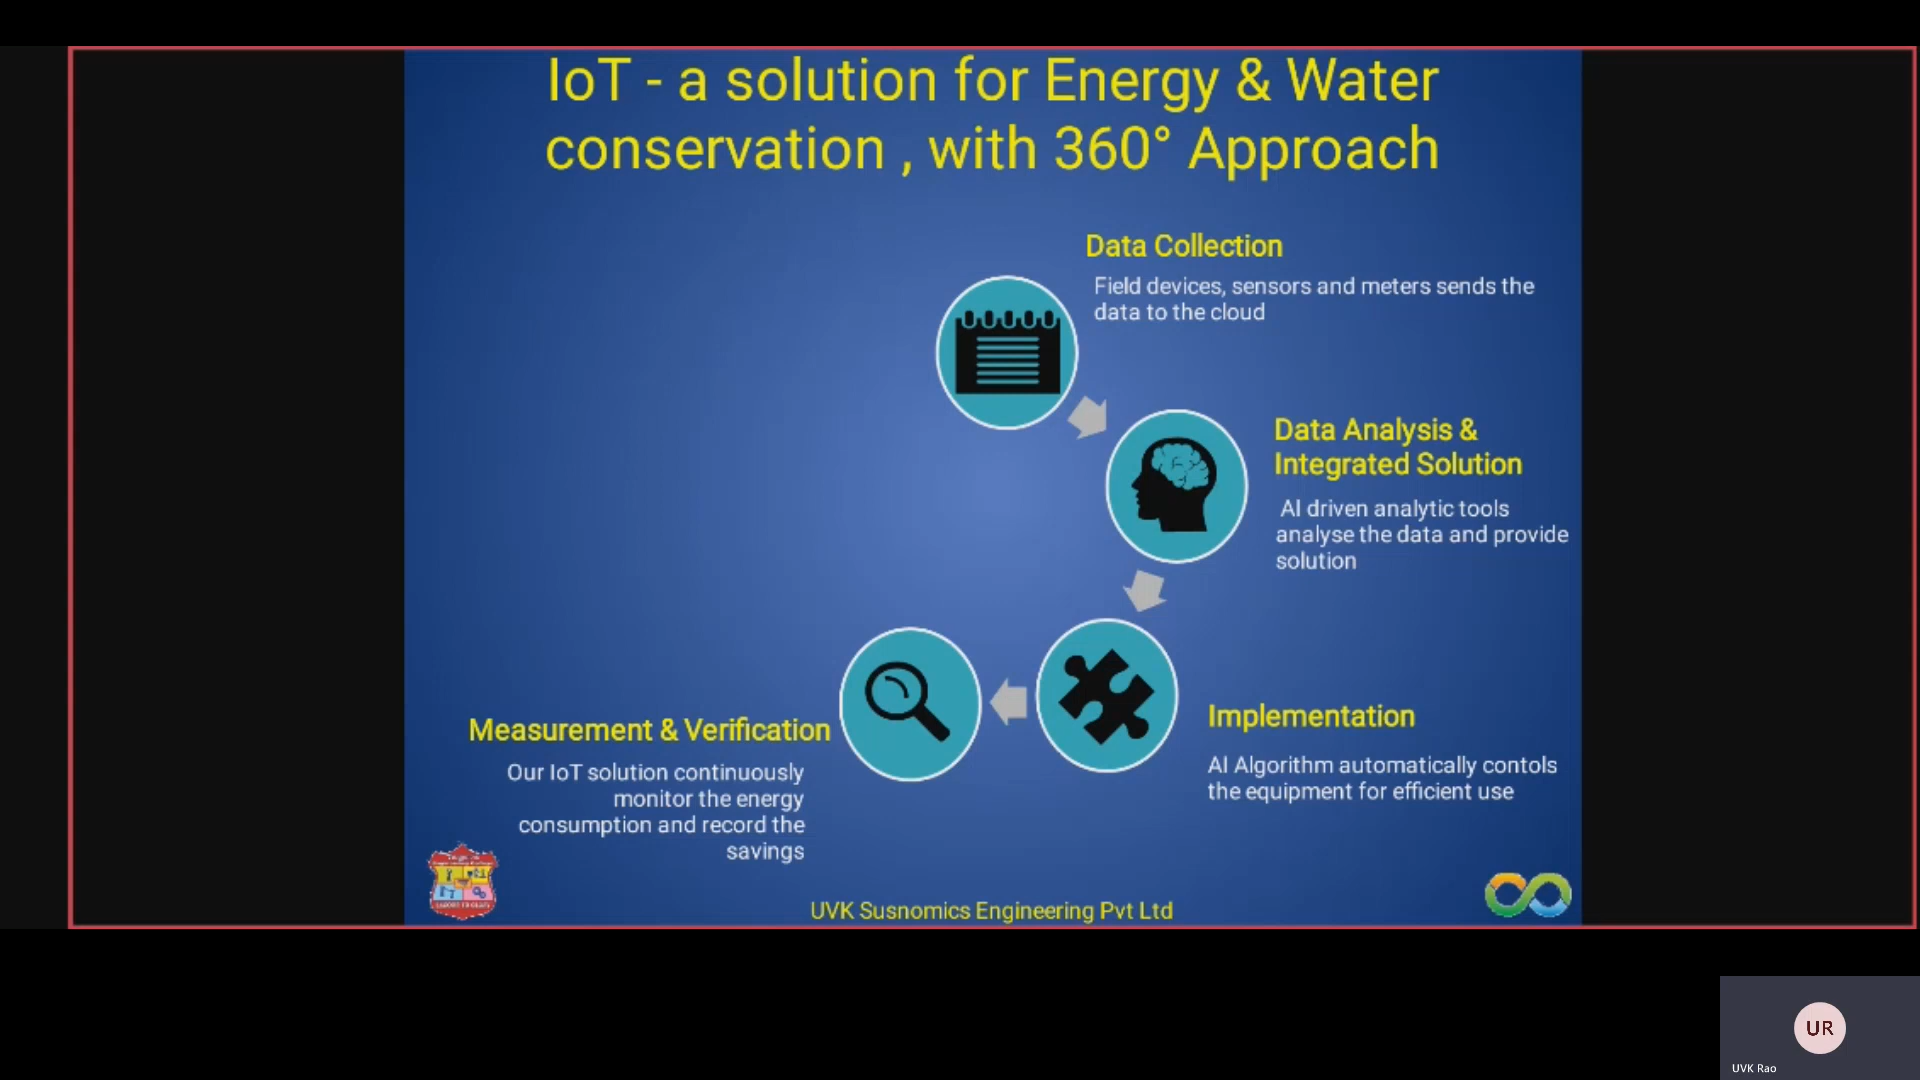 IoT - a solution for Energy & Water
conservation , with 360° Approach
Data Collection
Field devices, sensors and meters sends the
data to the cloud
Data Analysis &
Integrated Solution
AI driven analytic tools
analyse the data and provide
solution
Implementation
AI Algorithm automatically contols
the equipment for efficient use
Measurement & Verification
Our IoT solution continuously
monitor the energy
consumption and record the
savings
UVK Susnomics Engineering Pvt Ltd
UR
UVK Rao